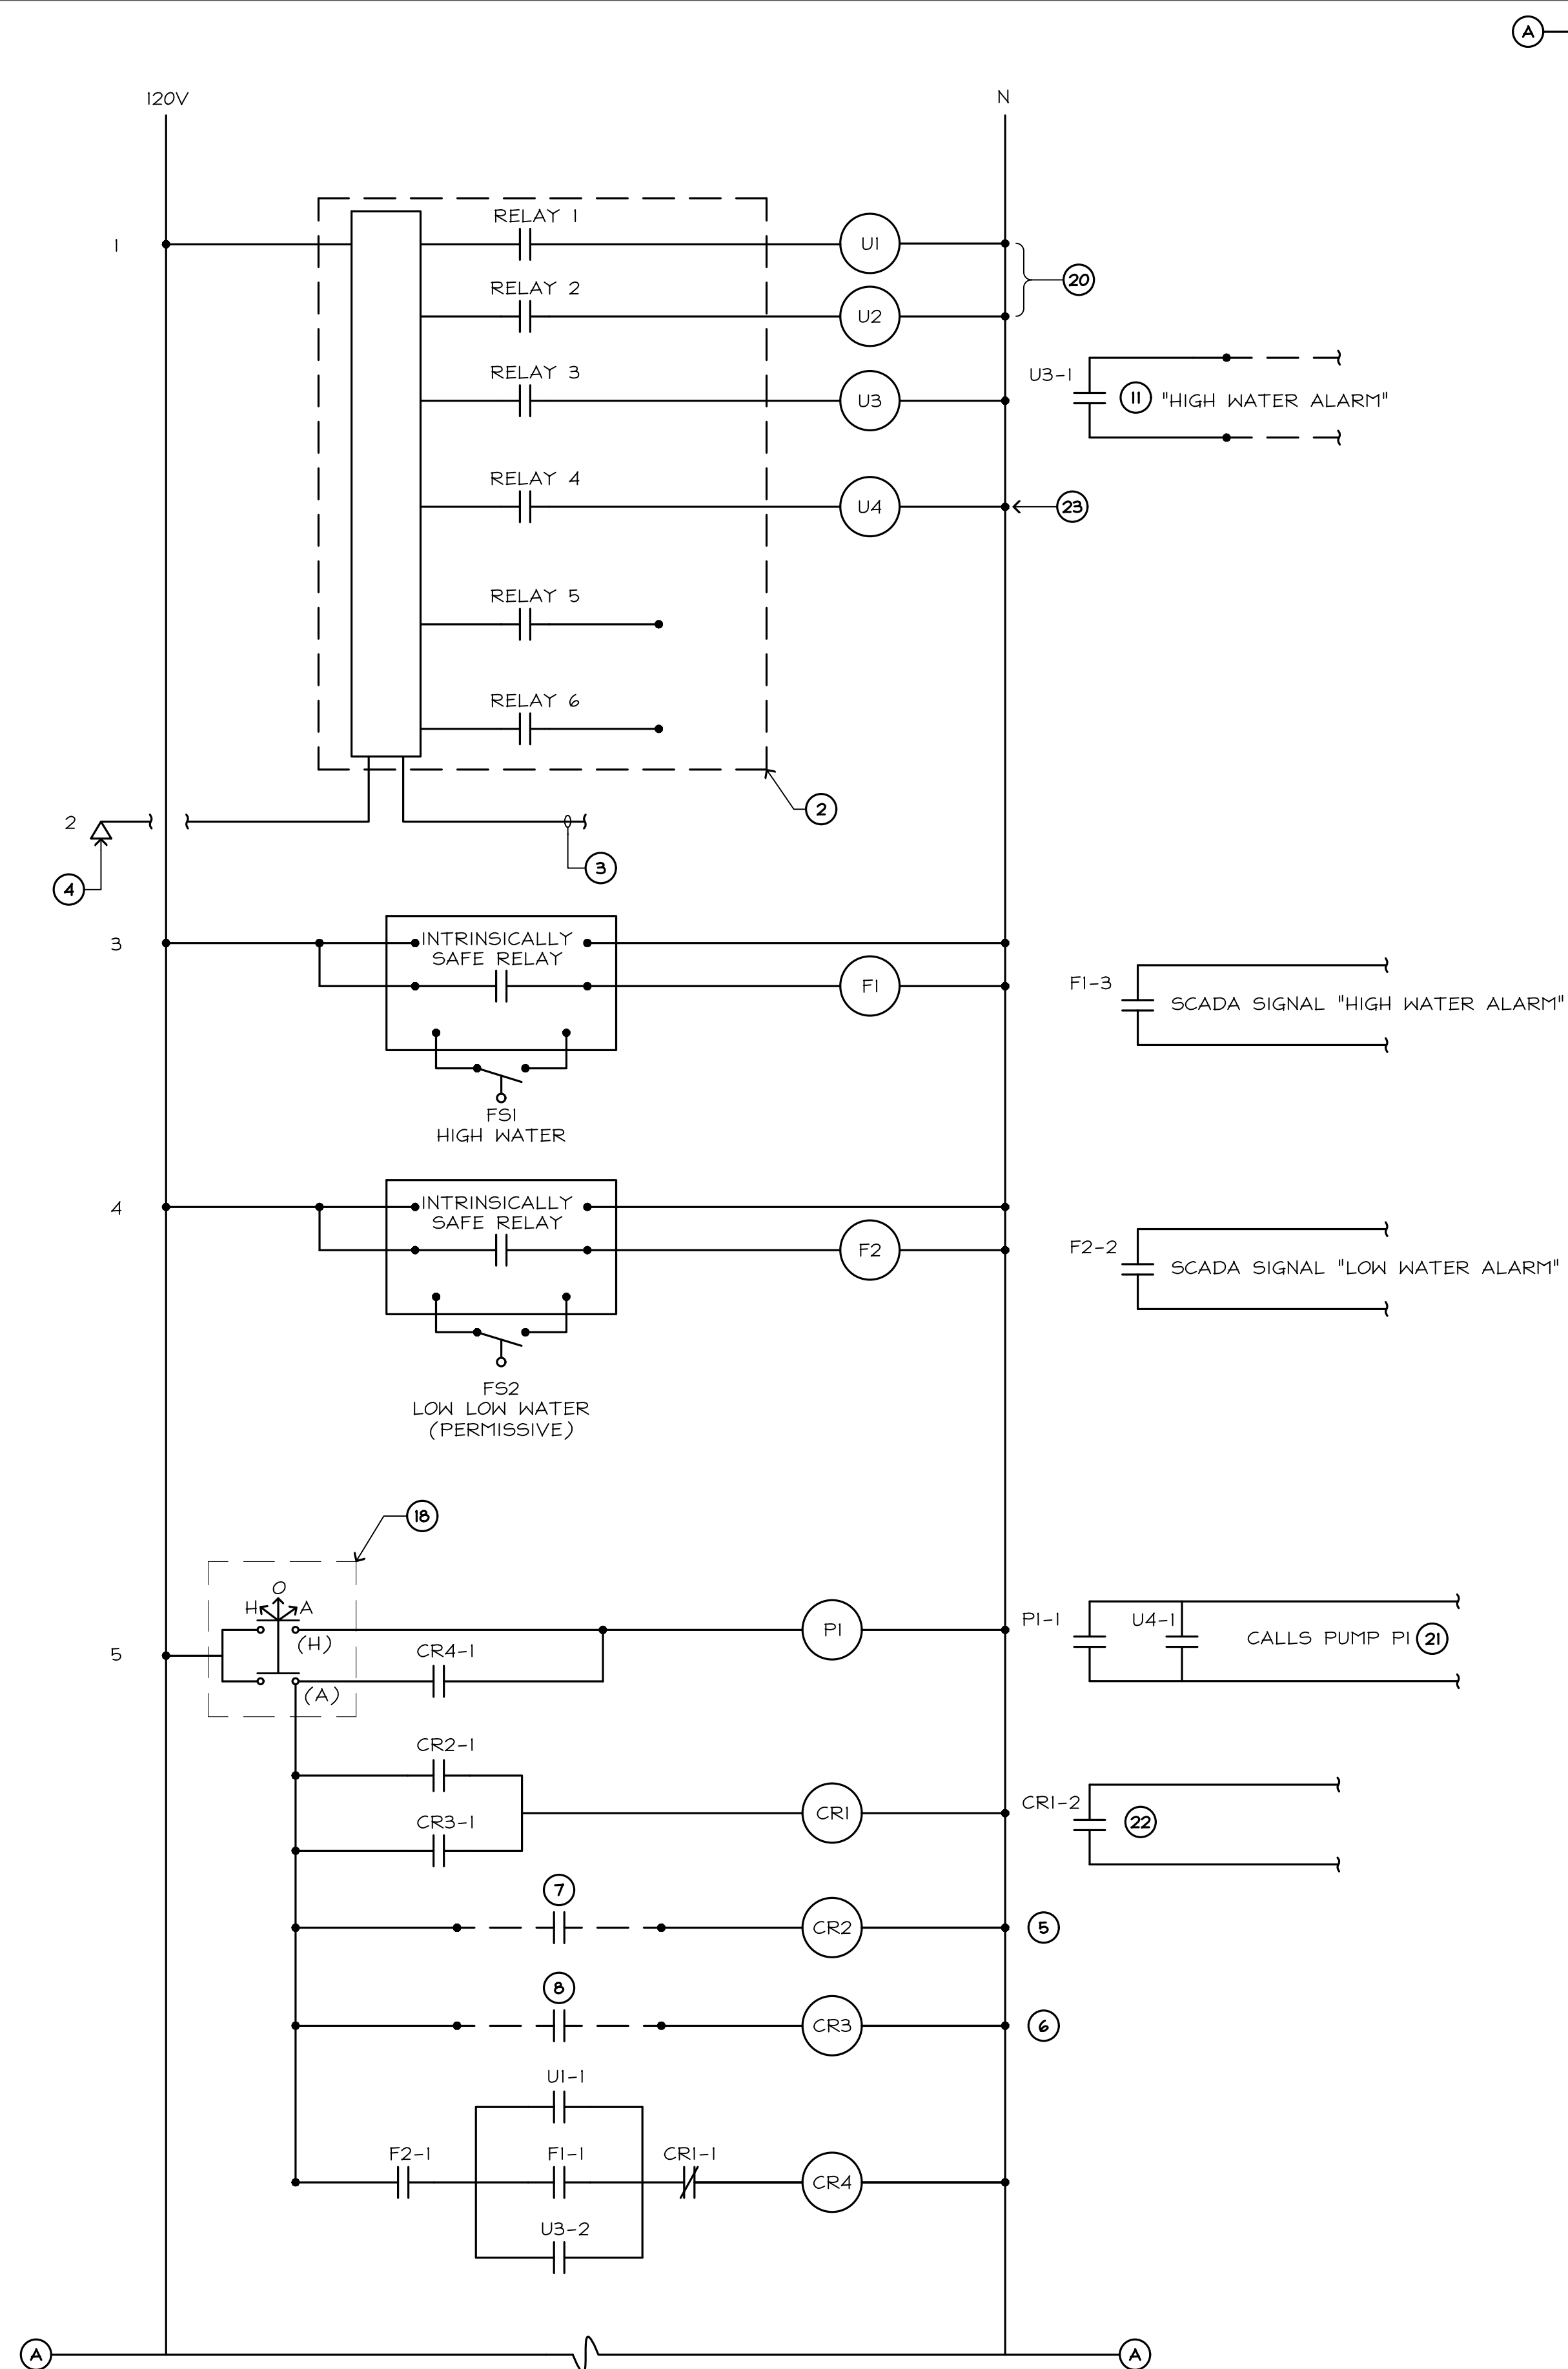 A
120V
N
RELAY 1
1
U1
20
RELAY 2
U2
U3-1
11
"HIGH WATER ALARM"
RELAY 3
U3
RELAY 4
U4
23
RELAY 5
RELAY 6
2
2
3
4
3
INTRINSICALLY
SAFE RELAY
F1
F1-3
SCADA SIGNAL "HIGH WATER ALARM"
FS1
HIGH WATER
4
INTRINSICALLY
SAFE RELAY
F2
F2-2
SCADA SIGNAL "LOW WATER ALARM"
FS2
LOW LOW WATER
(PERMISSIVE)
18
O
H
A
(H)
P1
P1-1
U4-1
CALLS PUMP P1
21
5
CR4-1
(A)
CR2-1
CR1
CR1-2
22
CR3-1
7
CR2
5
8
CR3
6
U1-1
F2-1
F1-1
CR1-1
CR4
U3-2
A
A